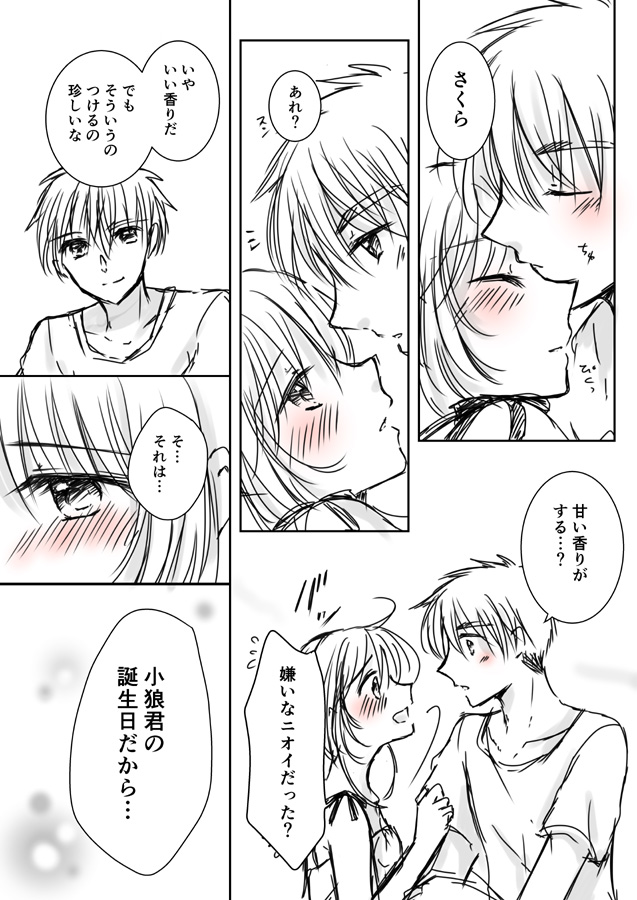 さくら
ちゅ
ぴくっ
あれ？
スン
甘い香りが
する…？
嫌いなニオイだった？
いや
いい香りだ
でも
そういうの
つけるの
珍しいな
そ…
それは…
小狼君の
誕生日だから…